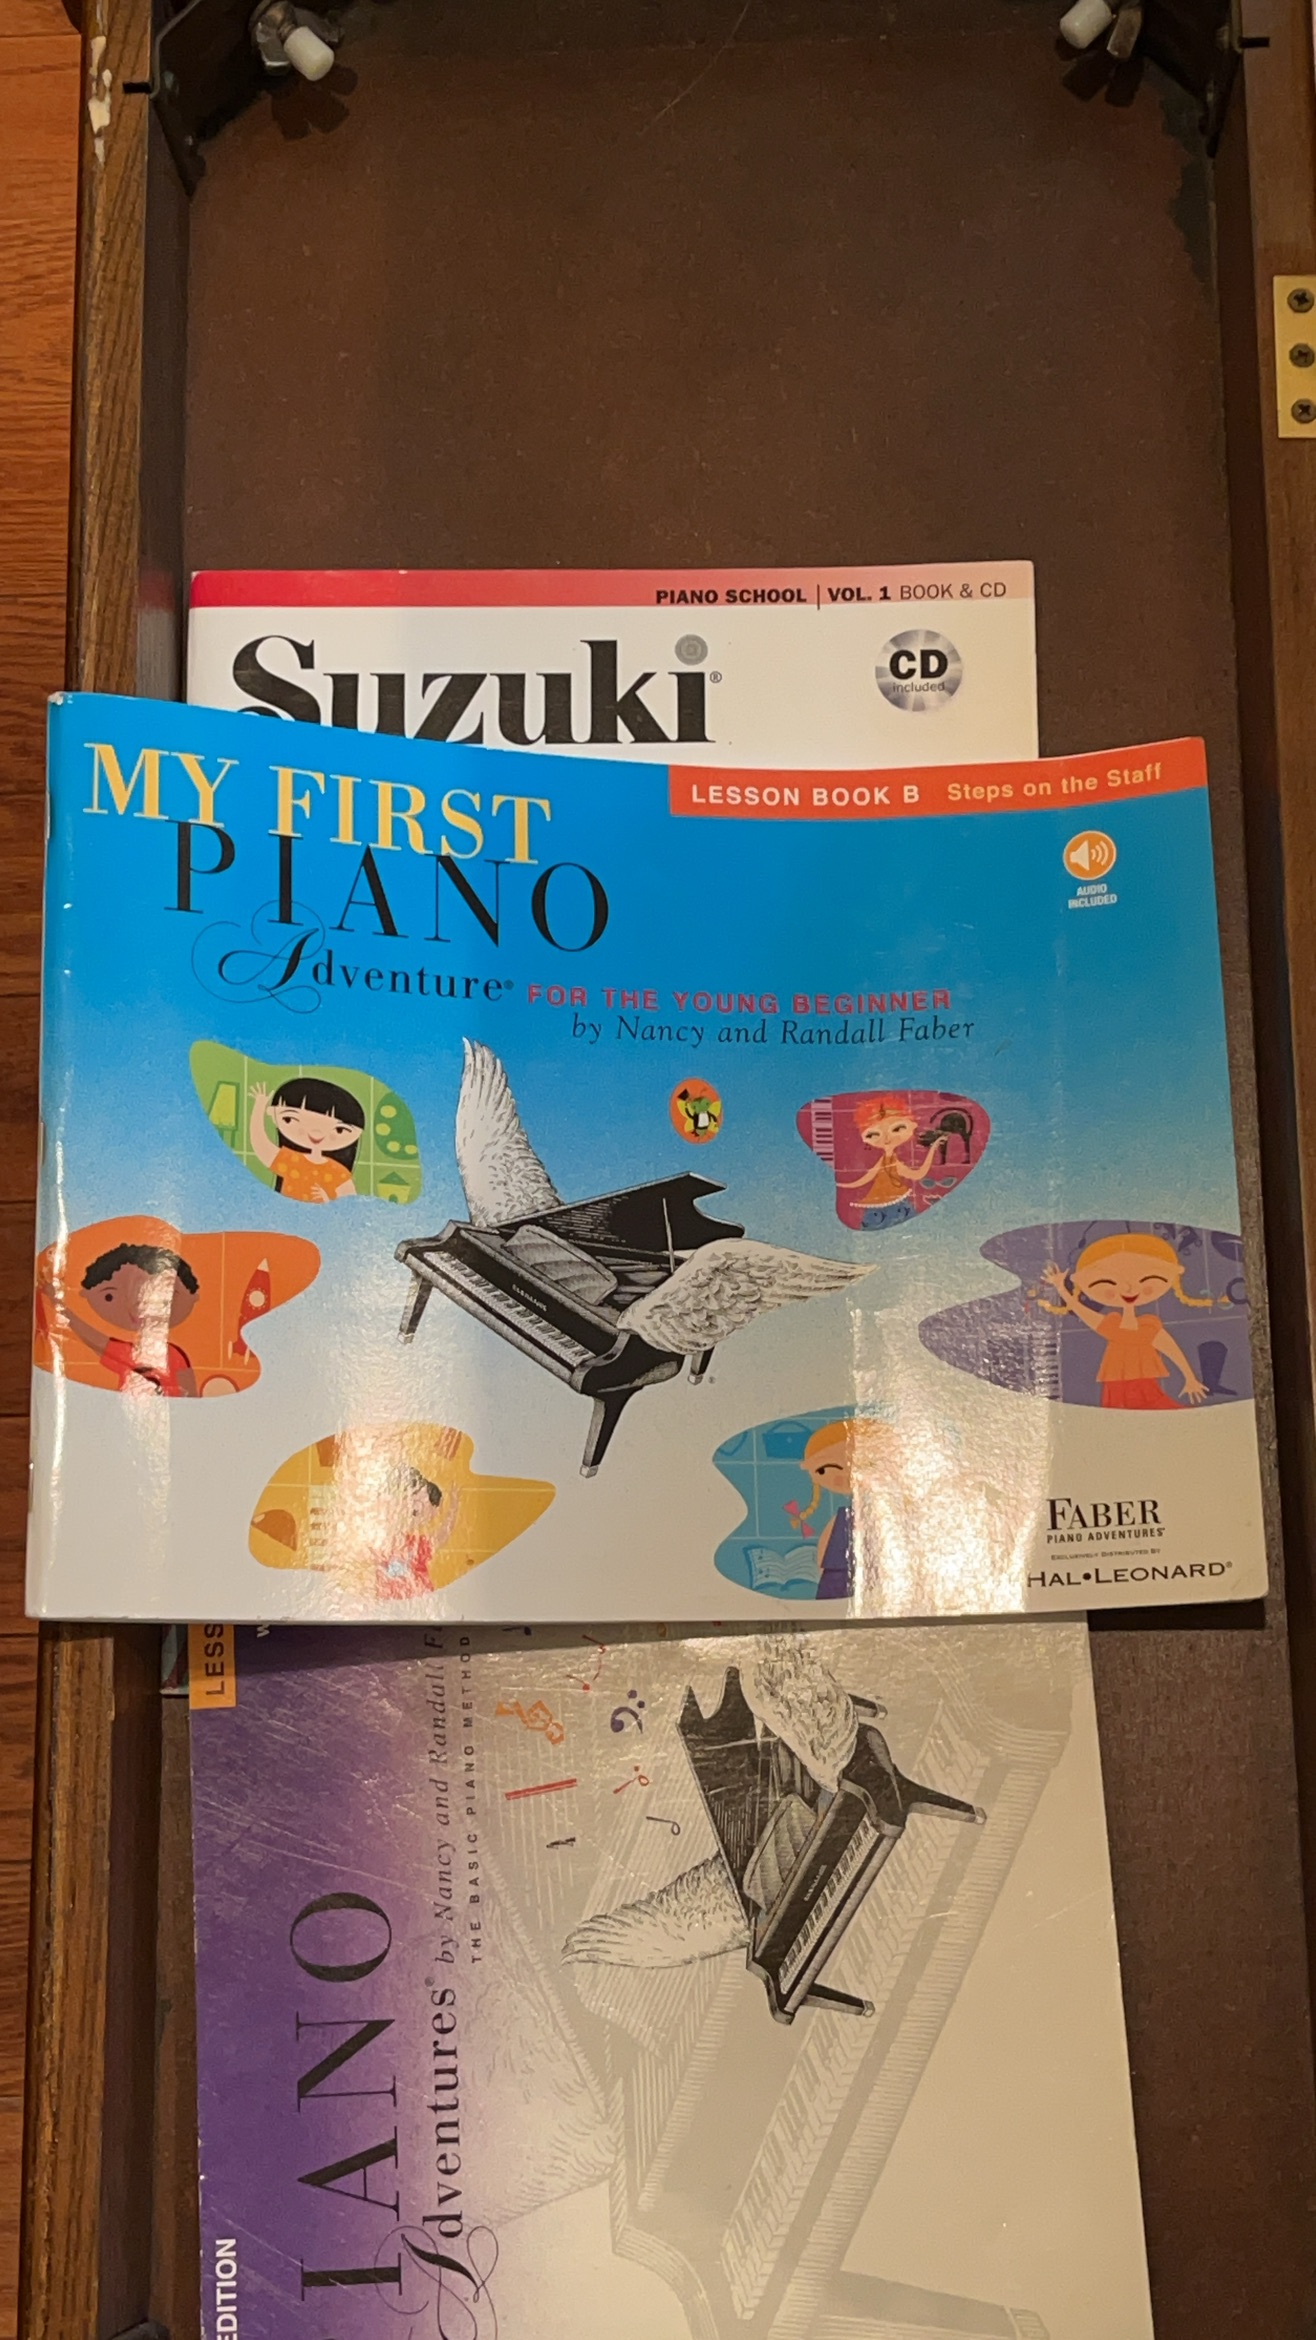 PIANO SCHOOL | VOL. 1 BOOK & CD
Suzuki®
CD
included
MY FIRST
PIANO
Adventure®
FOR THE YOUNG BEGINNER
by Nancy and Randall Faber
LESSON BOOK B Steps on the Staff
AUDIO
INCLUDED
FABER
PIANO ADVENTURES®
EXCLUSIVELY DISTRIBUTED BY
HAL•LEONARD®
LESS
IANO
Adventures® by Nancy and Randall F
THE BASIC PIANO METHOD
EDITION